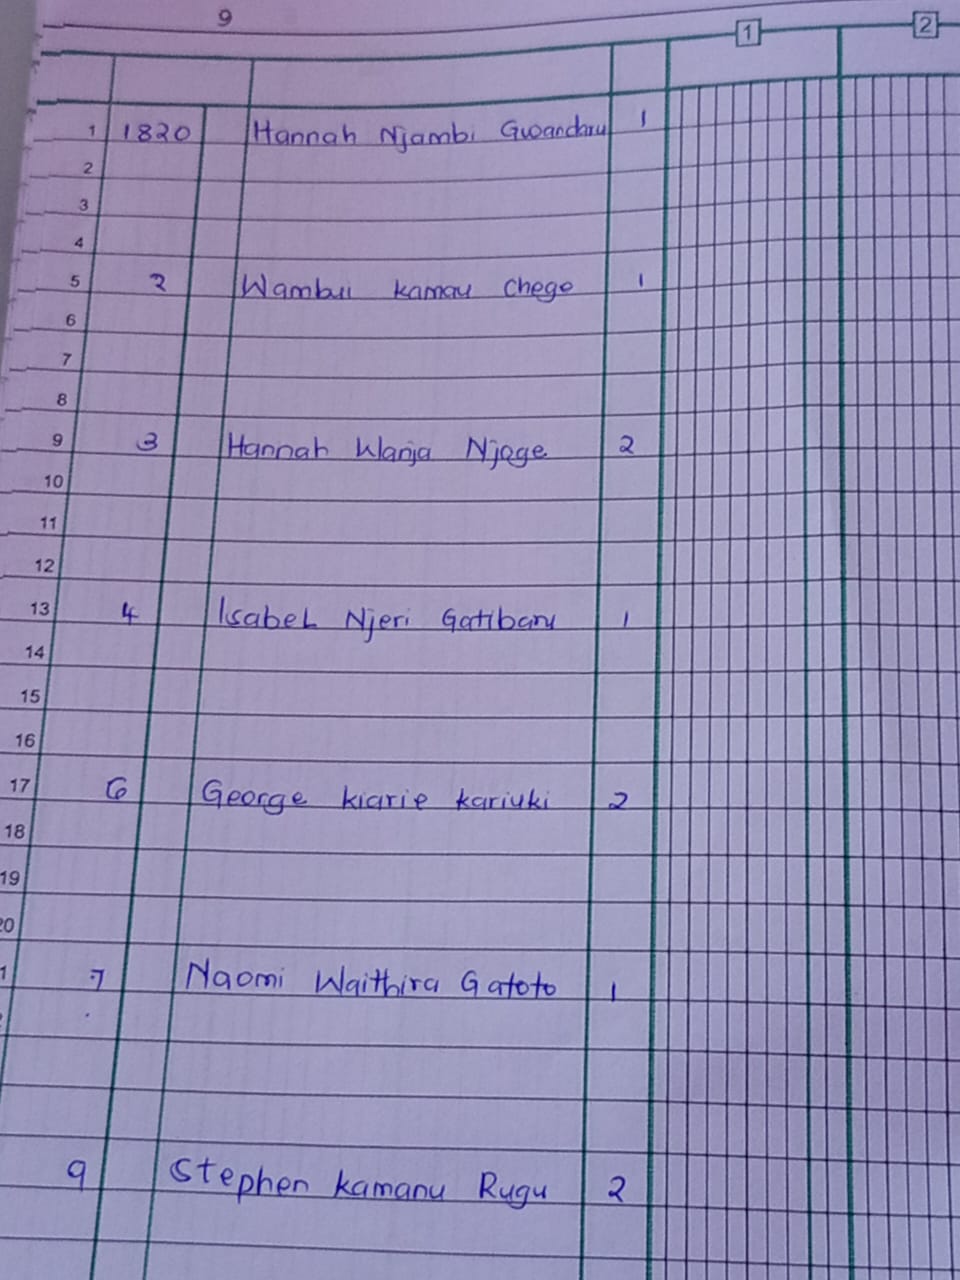 9
1 2
1 1820 Hannah Njambi Gwandaru 1
2
3
4
5 2 Wambui kamau chege 1
6
7
8
9 3 Hannah Wanja Njoge 2
10
11
12
13 4 Isabel Njeri Gatibaru 1
14
15
16
17 6 George kiarie kariuki 2
18
19
20
1 7 Naomi Waithira Gatoto 1
9 Stephen kamanu Rugu 2